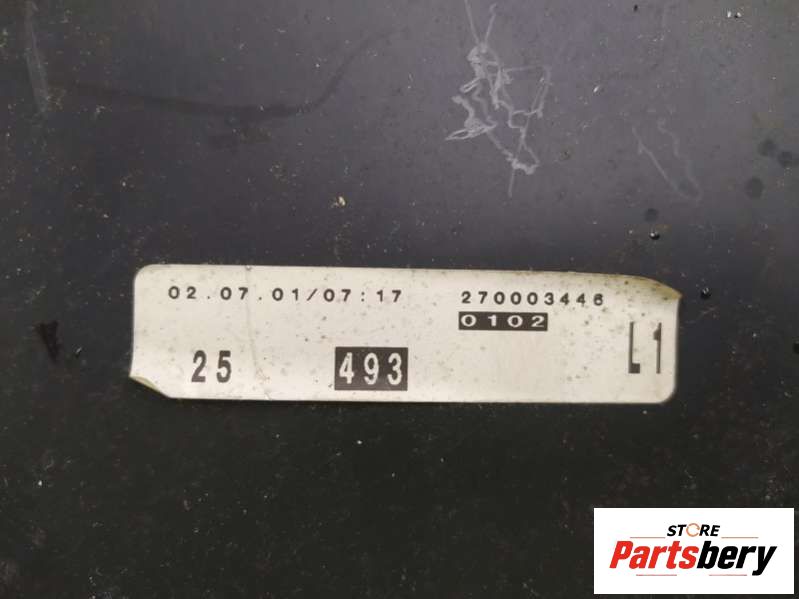 02.07.01/07:17 270003446
0102
25 493 L1
STORE
Partsbery